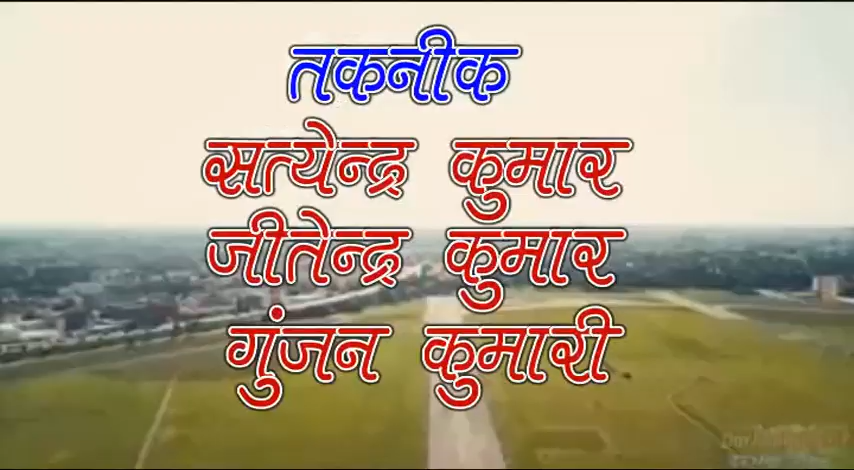 तकनीक
सत्येन्द्र कुमार
जीतेन्द्र कुमार
गुंजन कुमारी